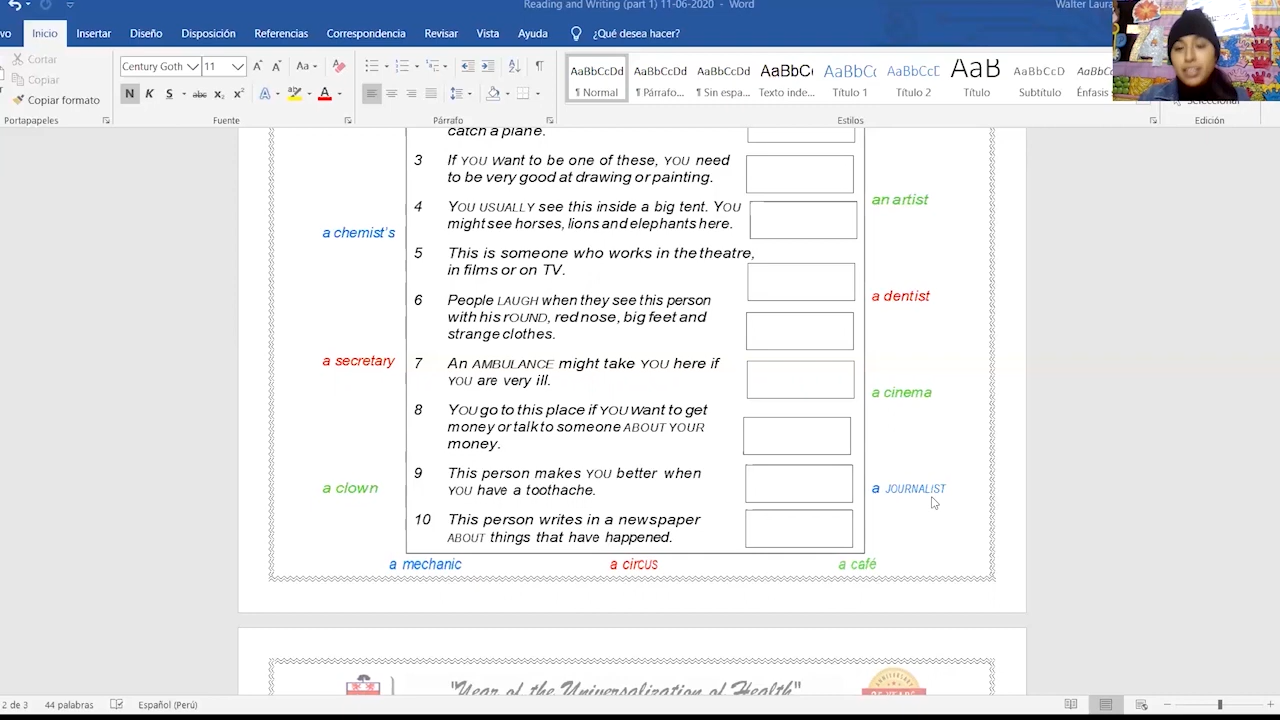 Reading and Writing (part 1) 11-06-2020 - Word
Walter Laura
Inicio Insertar Diseño Disposición Referencias Correspondencia Revisar Vista Ayuda ¿Qué desea hacer?
Cortar
Copiar
Copiar formato
Portapapeles
Century Goth 11
N K S abc x₂ x²
Fuente
Párrafo
AaBbCcDd AaBbCcDd AaBbCcDd AaBbC AaBbCc AaBbCcD AaB AaBbCcD AaBbCcD
¶ Normal ¶ Párrafo... ¶ Sin espa... Texto inde... Título 1 Título 2 Título Subtítulo Énfasis
Estilos
Edición
catch a plane.
3 If YOU want to be one of these, YOU need
to be very good at drawing or painting.
an artist
4 YOU USUALLY see this inside a big tent. YOU
might see horses, lions and elephants here.
a chemist's
5 This is someone who works in the theatre,
in films or on TV.
a dentist
6 People LAUGH when they see this person
with his rOUND, red nose, big feet and
strange clothes.
a secretary
7 An AMBULANCE might take YOU here if
YOU are very ill.
a cinema
8 YOU go to this place if YOU want to get
money or talk to someone ABOUT YOUR
money.
9 This person makes YOU better when
YOU have a toothache.
a clown
a JOURNALIST
10 This person writes in a newspaper
ABOUT things that have happened.
a mechanic a circus a café
"Year of the Universalization of Health"
ANNIVERSARY
25 YEARS
2 de 3 44 palabras Español (Perú)